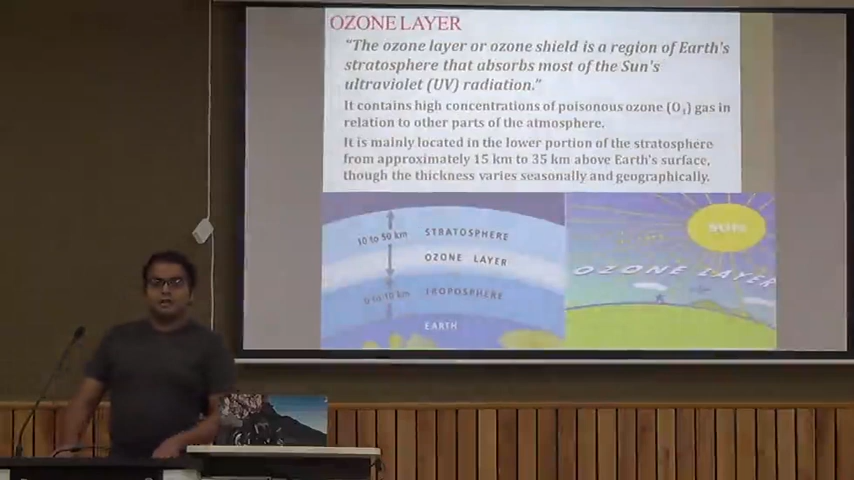 OZONE LAYER
"The ozone layer or ozone shield is a region of Earth's
stratosphere that absorbs most of the Sun's
ultraviolet (UV) radiation."
It contains high concentrations of poisonous ozone (O₃) gas in
relation to other parts of the atmosphere.
It is mainly located in the lower portion of the stratosphere
from approximately 15 km to 35 km above Earth's surface,
though the thickness varies seasonally and geographically.
10 to 50 km
STRATOSPHERE
OZONE LAYER
0 to 10 km
TROPOSPHERE
EARTH
SUN
OZONE LAYER